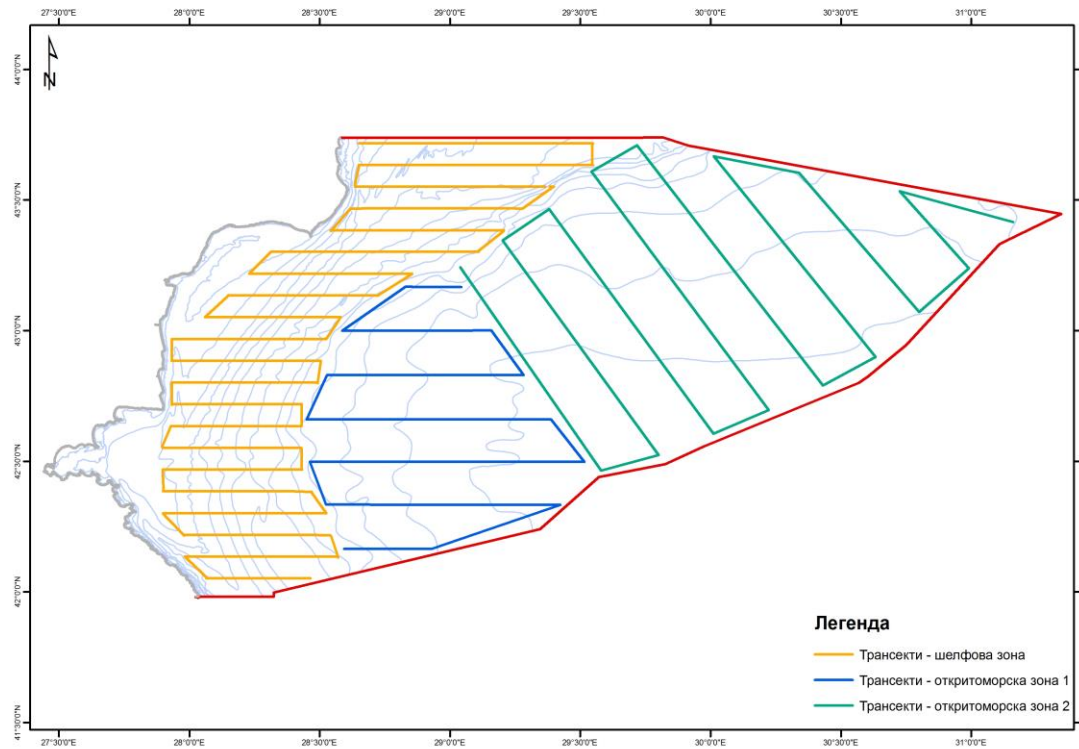 27°30'0"E 28°0'0"E 28°30'0"E 29°0'0"E 29°30'0"E 30°0'0"E 30°30'0"E 31°0'0"E
N
44°0'0"N
43°30'0"N
43°0'0"N
42°30'0"N
42°0'0"N
41°30'0"N
Легенда
Трансекти - шелфова зона
Трансекти - откритоморска зона 1
Трансекти - откритоморска зона 2
27°30'0"E 28°0'0"E 28°30'0"E 29°0'0"E 29°30'0"E 30°0'0"E 30°30'0"E 31°0'0"E